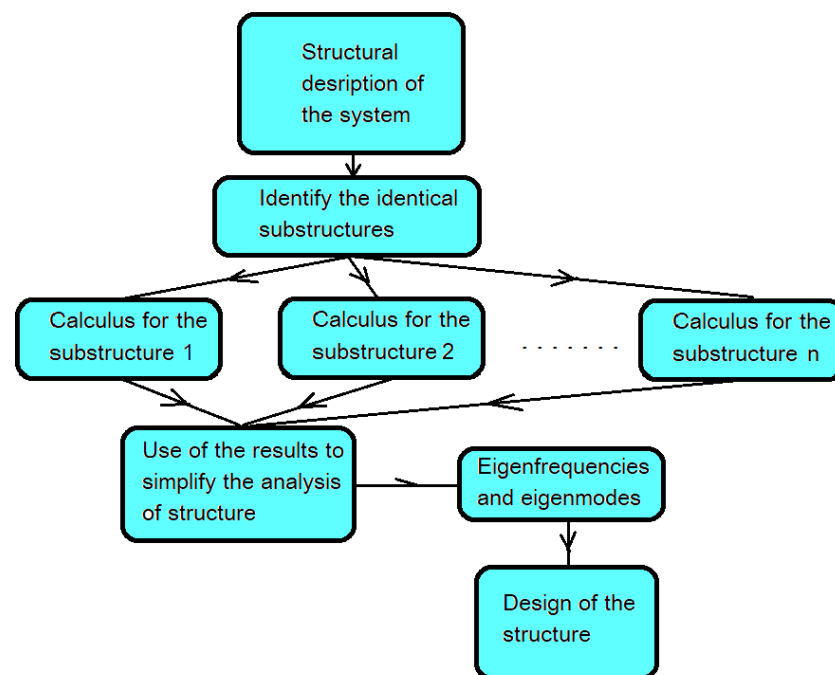 Structural
desription of
the system
Identify the identical
substructures
Calculus for the
substructure 1
Calculus for the
substructure 2
. . . . . . .
Calculus for the
substructure n
Use of the results to
simplify the analysis
of structure
Eigenfrequencies
and eigenmodes
Design of the
structure